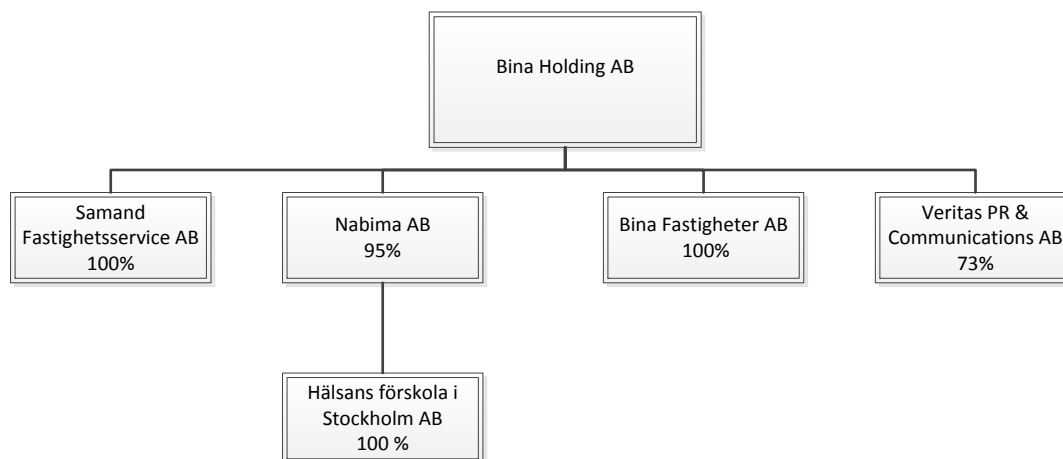 Bina Holding AB
Samand
Fastighetsservice AB
100%
Nabima AB
95%
Bina Fastigheter AB
100%
Veritas PR &
Communications AB
73%
Hälsans förskola i
Stockholm AB
100 %